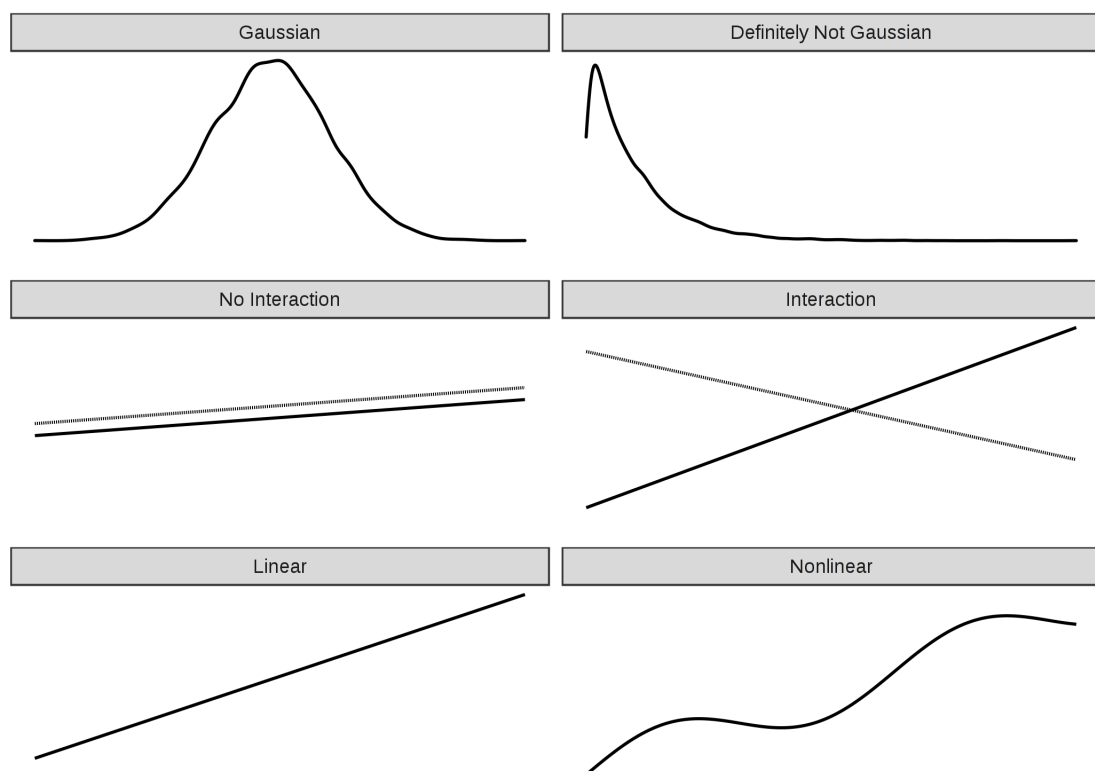 Gaussian
Definitely Not Gaussian
No Interaction
Interaction
Linear
Nonlinear